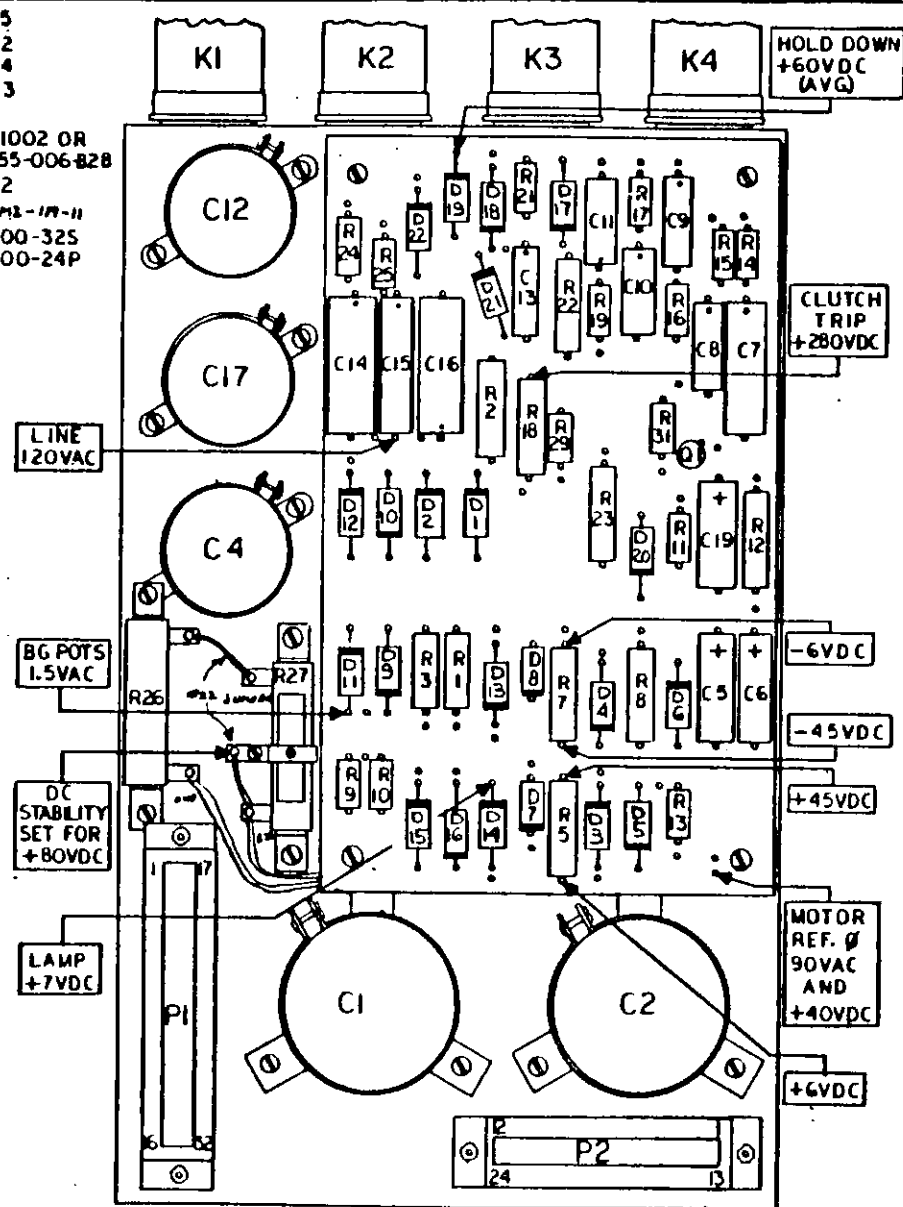 5
2
4
3
1002 OR
55-006-B28
2
00-32S
00-24P
K1
K2
K3
K4
HOLD DOWN
+60VDC
(AVG)
C12
C17
C4
R24
R25
D22
D19
D18
R21
D17
C11
R17
C9
R15
R14
D21
C13
R22
R19
C10
R16
C8
C7
CLUTCH
TRIP
+280VDC
C14
C15
C16
R2
R18
R29
R31
LINE
120VAC
D12
D10
D2
D1
R23
D20
R11
+
C19
R12
BG POTS
1.5VAC
R26
R27
D11
D9
R3
R1
D13
D8
R7
D4
R8
D6
+
C5
+
C6
-6VDC
-45VDC
+45VDC
DC
STABILITY
SET FOR
+80VDC
R9
R10
D15
D16
D14
D7
R5
D3
D5
R13
LAMP
+7VDC
MOTOR
REF. Ø
90VAC
AND
+40VDC
+6VDC
1
17
P1
16
32
C1
C2
12
1
P2
24
13